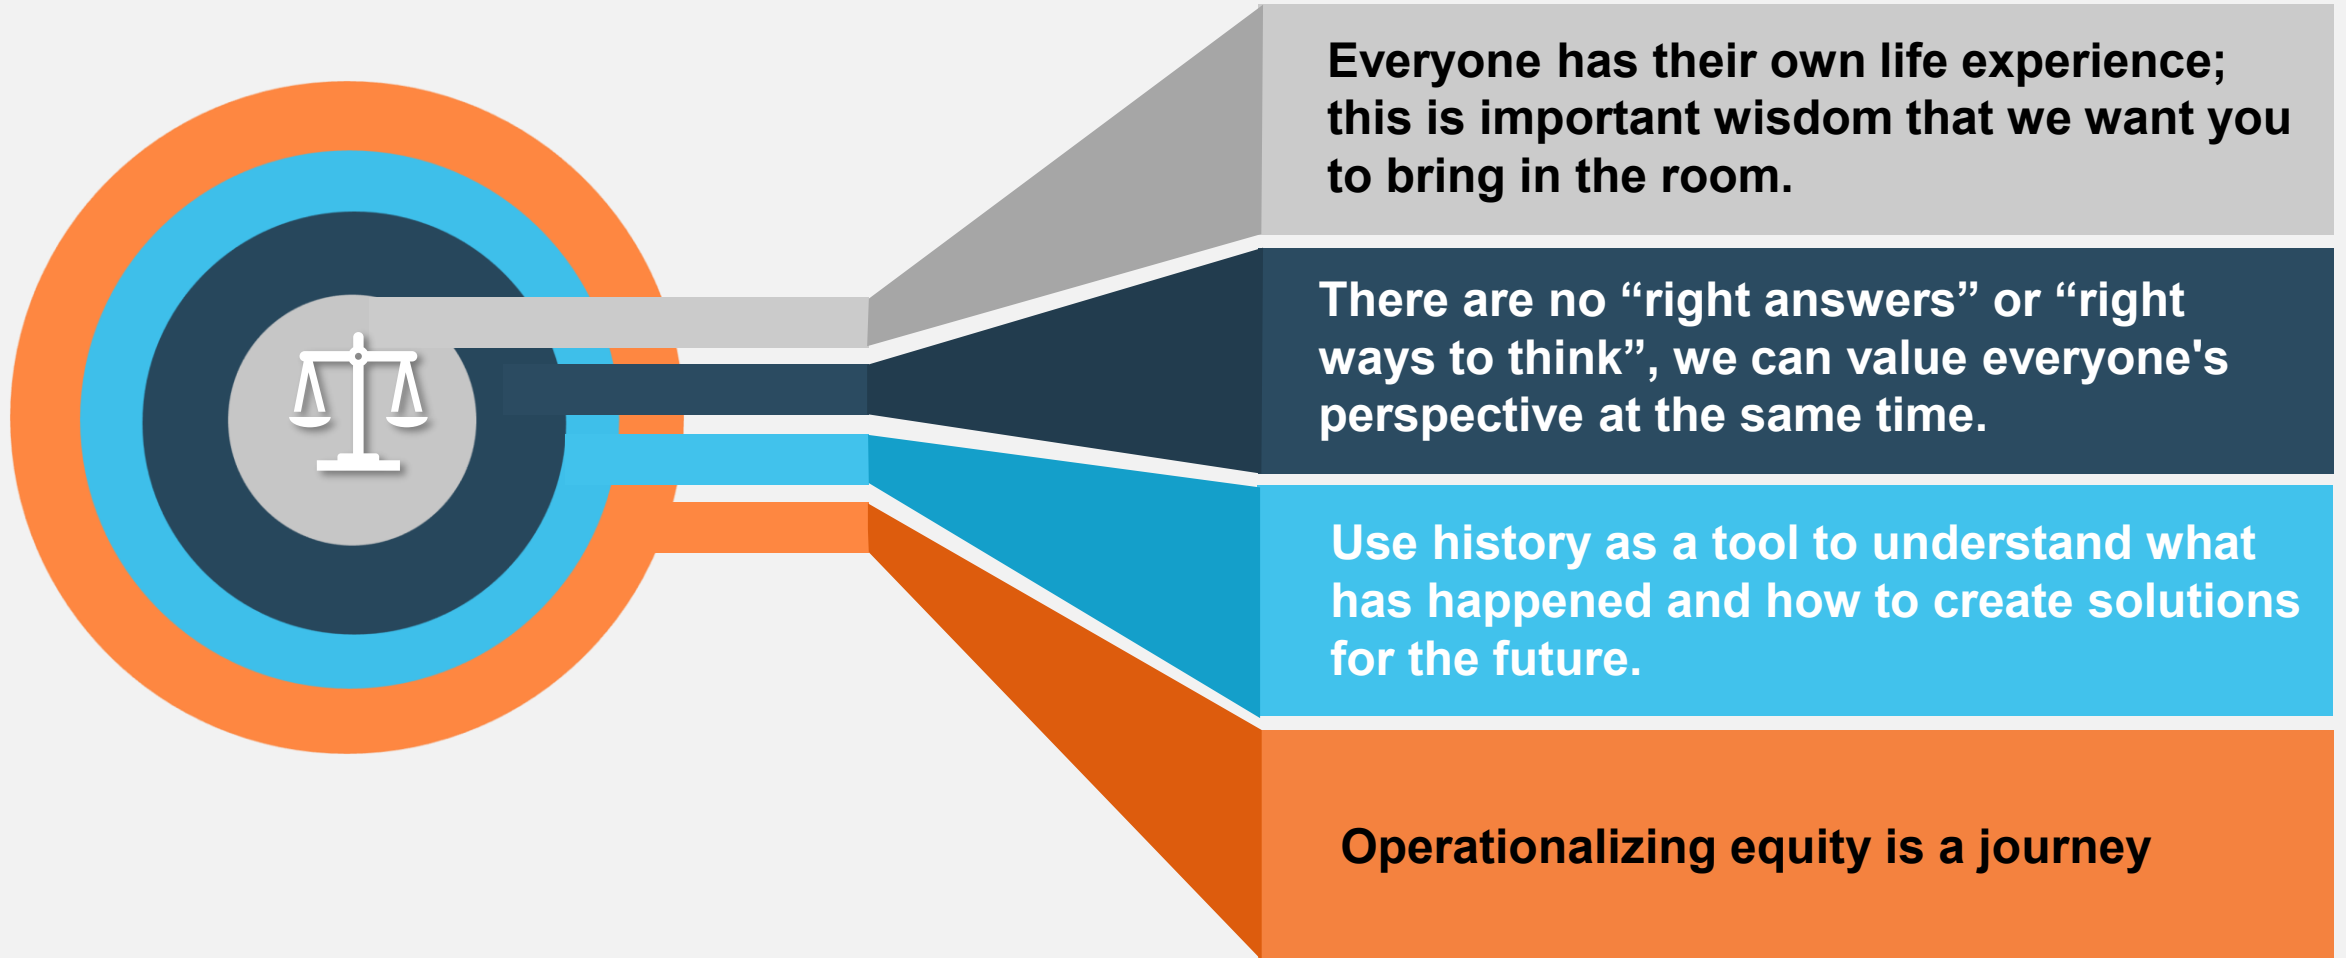 Everyone has their own life experience;
this is important wisdom that we want you
to bring in the room.
There are no “right answers” or “right
ways to think”, we can value everyone's
perspective at the same time.
Use history as a tool to understand what
has happened and how to create solutions
for the future.
Operationalizing equity is a journey